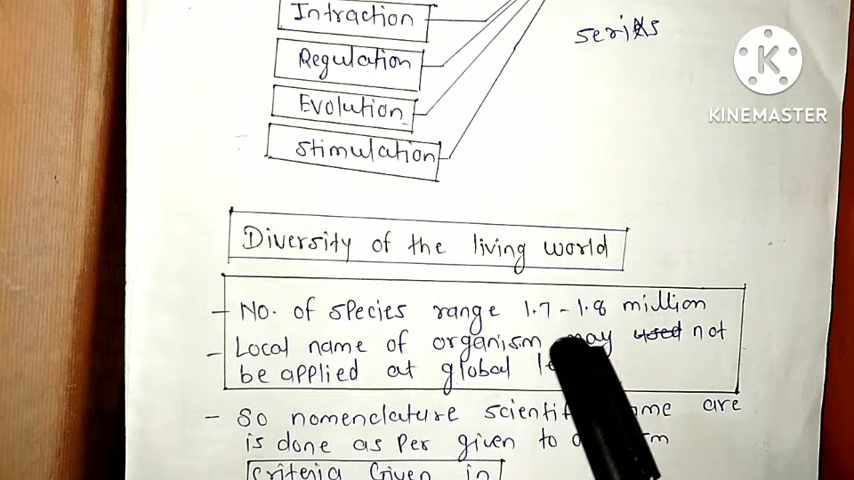 Intraction
series
Regulation
Evolution
Stimulation
KINEMASTER
Diversity of the living world
- No. of species range 1.7 - 1.8 million
- Local name of organism may used not
be applied at global
- So nomenclature scientif are
is done as per given to
Criteria Given in